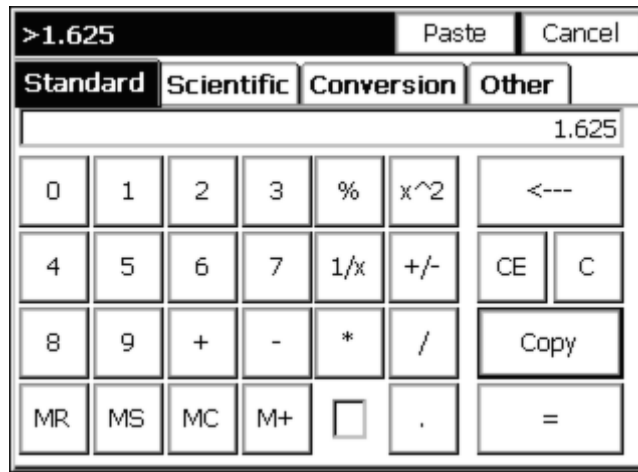 >1.625 Paste Cancel
Standard Scientific Conversion Other
1.625
0 1 2 3 % x^2 <---
4 5 6 7 1/x +/- CE C
8 9 + - * / Copy
MR MS MC M+ . =